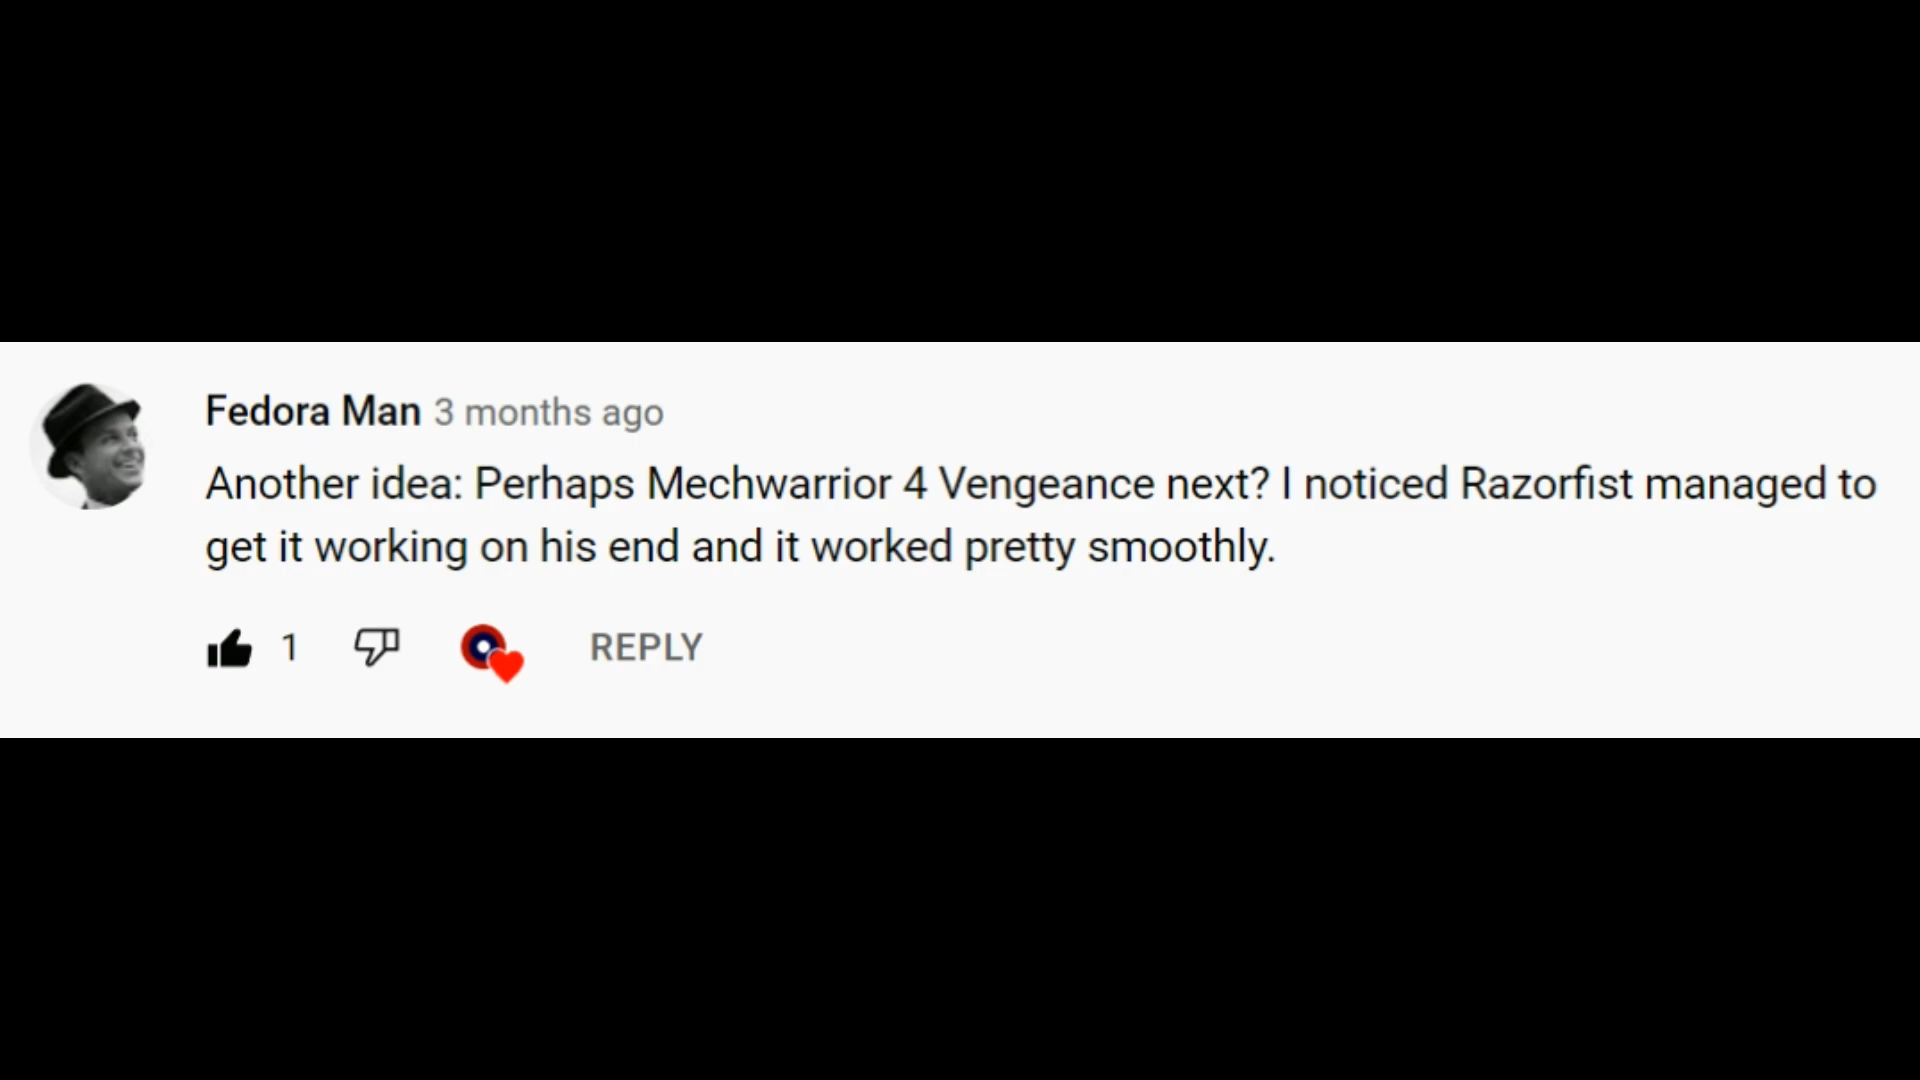 Fedora Man 3 months ago
Another idea: Perhaps Mechwarrior 4 Vengeance next? I noticed Razorfist managed to
get it working on his end and it worked pretty smoothly.
1 REPLY